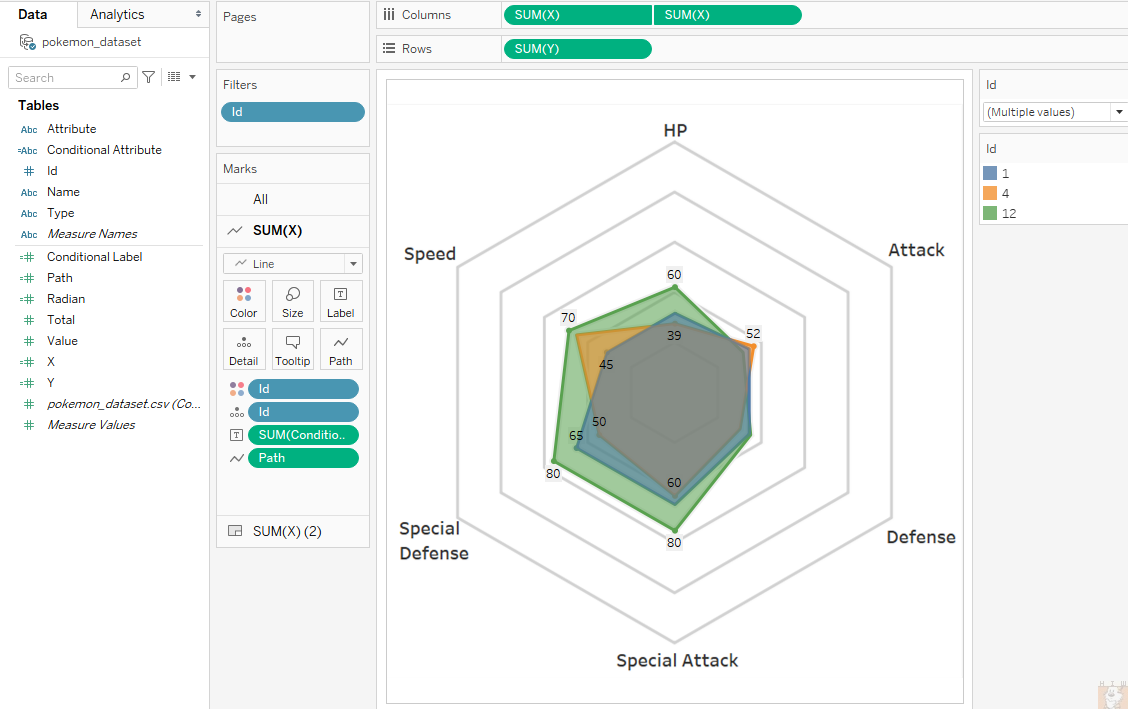 Data
Analytics
pokemon_dataset
Search
Tables
Abc Attribute
=Abc Conditional Attribute
# Id
Abc Name
Abc Type
Abc Measure Names
=# Conditional Label
=# Path
=# Radian
# Total
# Value
=# X
=# Y
# pokemon_dataset.csv (Co...
# Measure Values
Pages
Filters
Id
Marks
All
SUM(X)
Line
Color
Size
Label
Detail
Tooltip
Path
Id
Id
SUM(Conditio..
Path
SUM(X) (2)
Columns
SUM(X)
SUM(X)
Rows
SUM(Y)
HP
Attack
Speed
60
70
52
39
45
50
65
80
60
80
Special
Defense
Defense
Special Attack
Id
(Multiple values)
Id
1
4
12
H I W